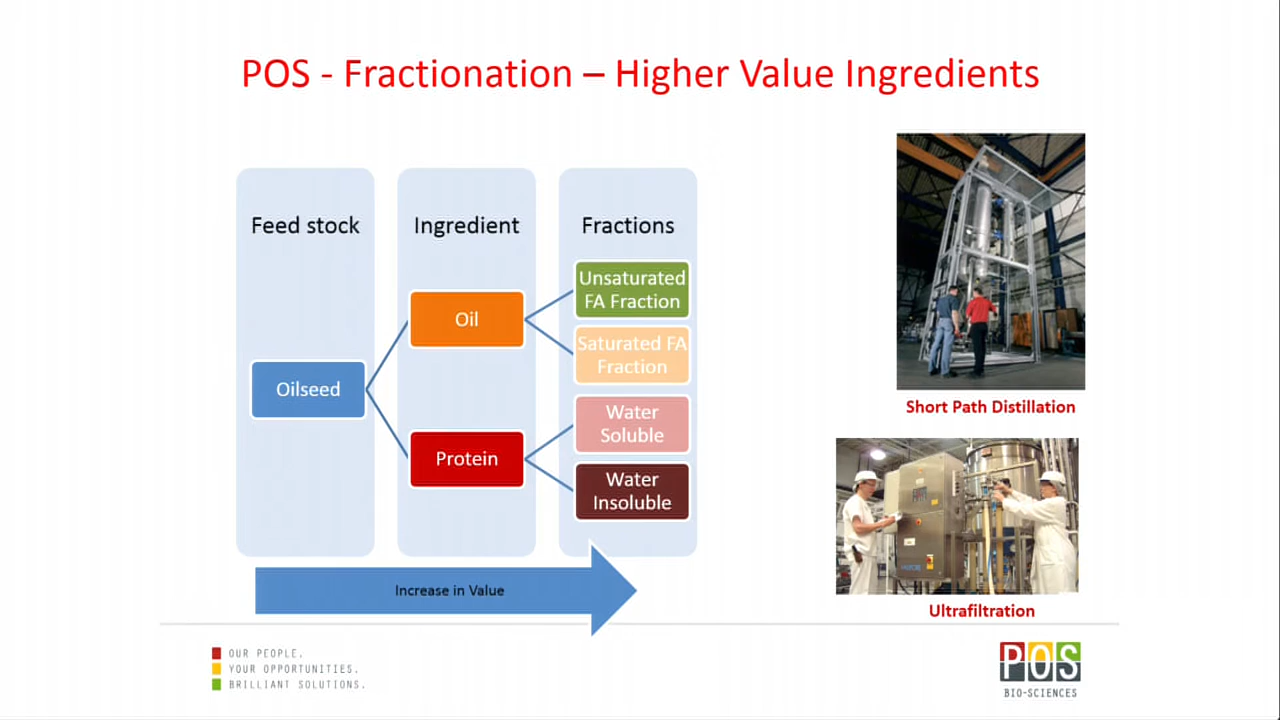 POS - Fractionation – Higher Value Ingredients
Feed stock
Ingredient
Fractions
Unsaturated
FA Fraction
Oil
Saturated FA
Fraction
Oilseed
Water
Soluble
Protein
Water
Insoluble
Increase in Value
Short Path Distillation
Ultrafiltration
OUR PEOPLE.
YOUR OPPORTUNITIES.
BRILLIANT SOLUTIONS.
POS
BIO-SCIENCES